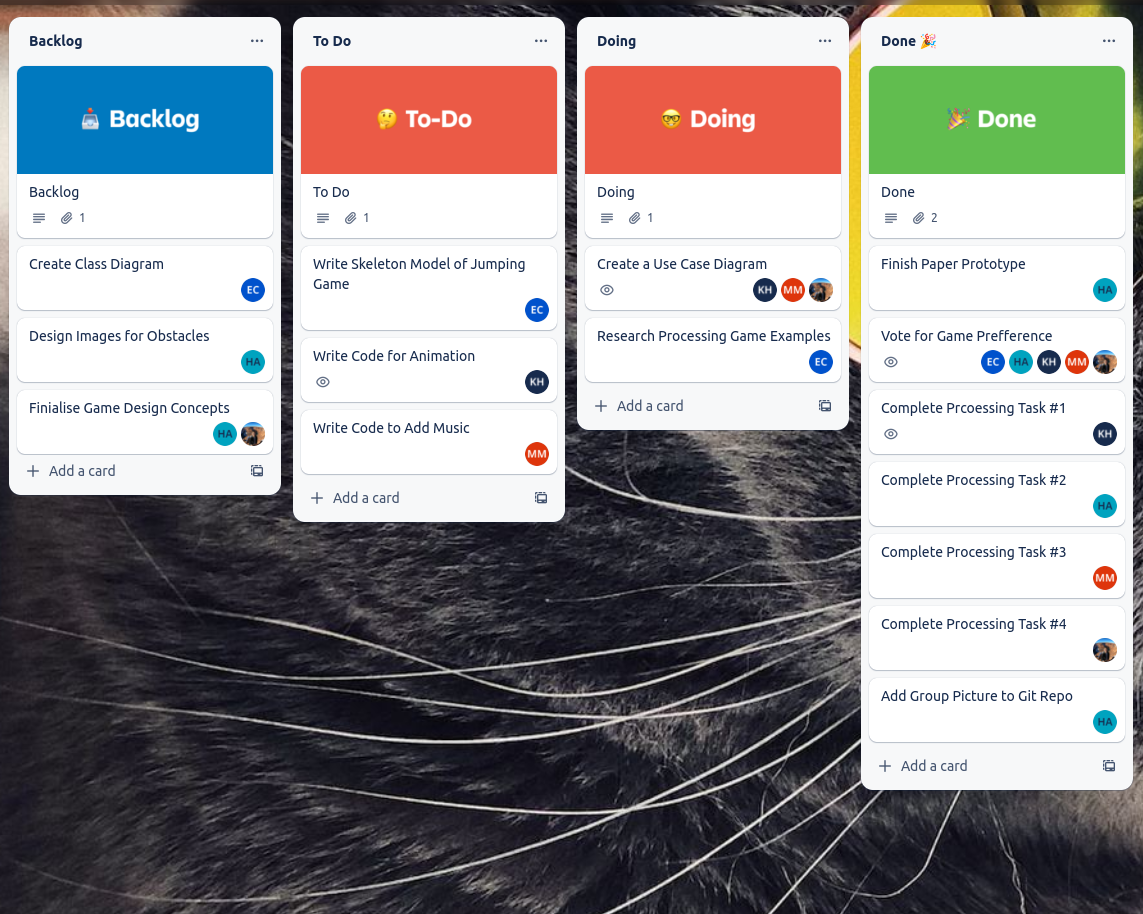 Backlog
Backlog
Backlog
1
Create Class Diagram
EC
Design Images for Obstacles
HA
Finialise Game Design Concepts
HA
Add a card
To Do
To-Do
To Do
1
Write Skeleton Model of Jumping
Game
EC
Write Code for Animation
KH
Write Code to Add Music
MM
Add a card
Doing
Doing
Doing
1
Create a Use Case Diagram
KH MM
Research Processing Game Examples
EC
Add a card
Done 🎉
Done
Done
2
Finish Paper Prototype
HA
Vote for Game Prefference
EC HA KH MM
Complete Prcoessing Task #1
KH
Complete Processing Task #2
HA
Complete Processing Task #3
MM
Complete Processing Task #4
Add Group Picture to Git Repo
HA
Add a card